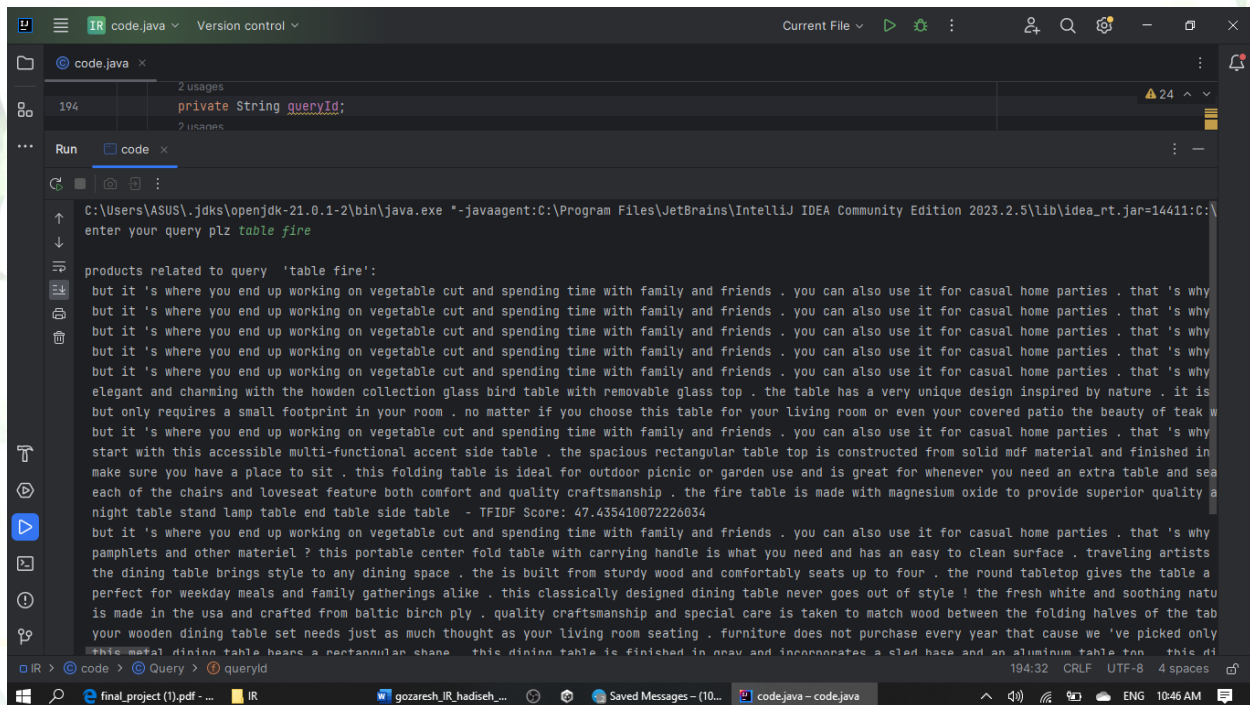 IR code.java Version control Current File
code.java
2 usages
194 private String queryId; 24
2 usages
Run code
C:\Users\ASUS\.jdks\openjdk-21.0.1-2\bin\java.exe "-javaagent:C:\Program Files\JetBrains\IntelliJ IDEA Community Edition 2023.2.5\lib\idea_rt.jar=14411:C:\
enter your query plz table fire
products related to query  'table fire':
but it 's where you end up working on vegetable cut and spending time with family and friends . you can also use it for casual home parties . that 's why
but it 's where you end up working on vegetable cut and spending time with family and friends . you can also use it for casual home parties . that 's why
but it 's where you end up working on vegetable cut and spending time with family and friends . you can also use it for casual home parties . that 's why
but it 's where you end up working on vegetable cut and spending time with family and friends . you can also use it for casual home parties . that 's why
but it 's where you end up working on vegetable cut and spending time with family and friends . you can also use it for casual home parties . that 's why
elegant and charming with the howden collection glass bird table with removable glass top . the table has a very unique design inspired by nature . it is
but only requires a small footprint in your room . no matter if you choose this table for your living room or even your covered patio the beauty of teak w
but it 's where you end up working on vegetable cut and spending time with family and friends . you can also use it for casual home parties . that 's why
start with this accessible multi-functional accent side table . the spacious rectangular table top is constructed from solid mdf material and finished in
make sure you have a place to sit . this folding table is ideal for outdoor picnic or garden use and is great for whenever you need an extra table and sea
each of the chairs and loveseat feature both comfort and quality craftsmanship . the fire table is made with magnesium oxide to provide superior quality a
night table stand lamp table end table side table  - TFIDF Score: 47.435410072226034
but it 's where you end up working on vegetable cut and spending time with family and friends . you can also use it for casual home parties . that 's why
pamphlets and other materiel ? this portable center fold table with carrying handle is what you need and has an easy to clean surface . traveling artists
the dining table brings style to any dining space . the is built from sturdy wood and comfortably seats up to four . the round tabletop gives the table a
perfect for weekday meals and family gatherings alike . this classically designed dining table never goes out of style ! the fresh white and soothing natu
is made in the usa and crafted from baltic birch ply . quality craftsmanship and special care is taken to match wood between the folding halves of the tab
your wooden dining table set needs just as much thought as your living room seating . furniture does not purchase every year that cause we 've picked only
this metal dining table bears a rectangular shape . this dining table is finished in gray and incorporates a sled base and an aluminum table top . this di
IR > code > Query > queryId 194:32 CRLF UTF-8 4 spaces
final_project (1).pdf - ... IR gozaresh_IR_hadiseh_... Saved Messages – (10... code.java – code.java ENG 10:46 AM